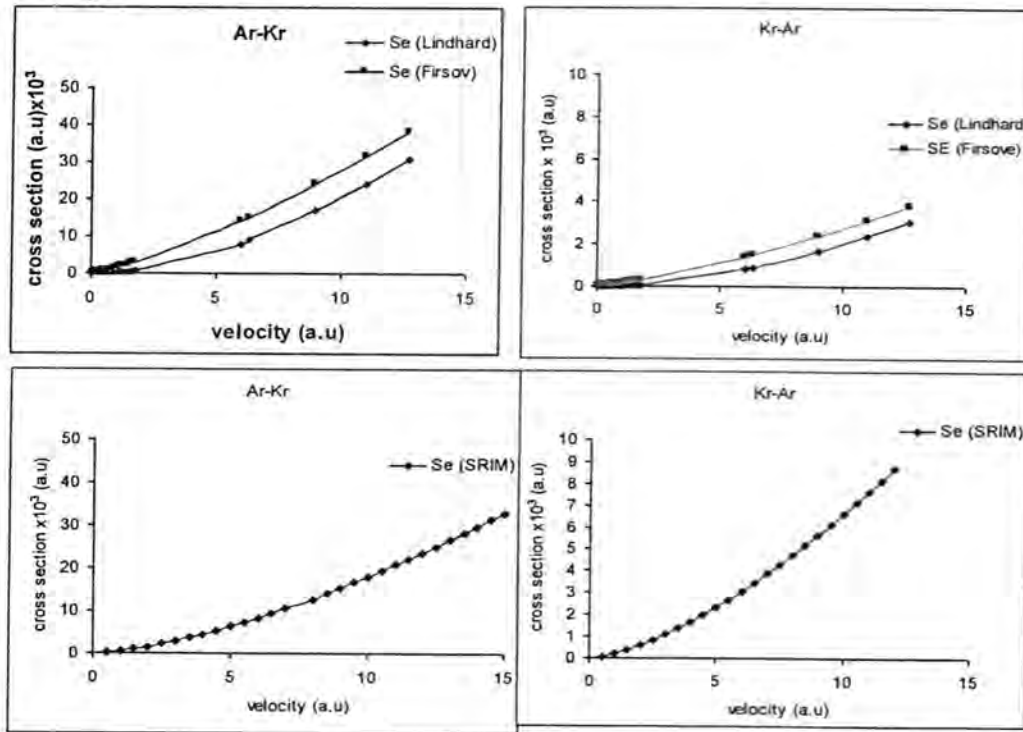 Ar-Kr
Se (Lindhard)
Se (Firsov)
cross section (a.u)x10³
50
40
30
20
10
0
0 5 10 15
velocity (a.u)
Kr-Ar
Se (Lindhard)
SE (Firsove)
cross section x 10³ (a.u)
10
8
6
4
2
0
0 5 10 15
velocity (a.u)
Ar-Kr
Se (SRIM)
cross section x10³ (a.u)
50
40
30
20
10
0
0 5 10 15
velocity (a.u)
Kr-Ar
Se (SRIM)
cross section x10³ (a.u)
10
9
8
7
6
5
4
3
2
1
0
0 5 10 15
velocity (a.u)